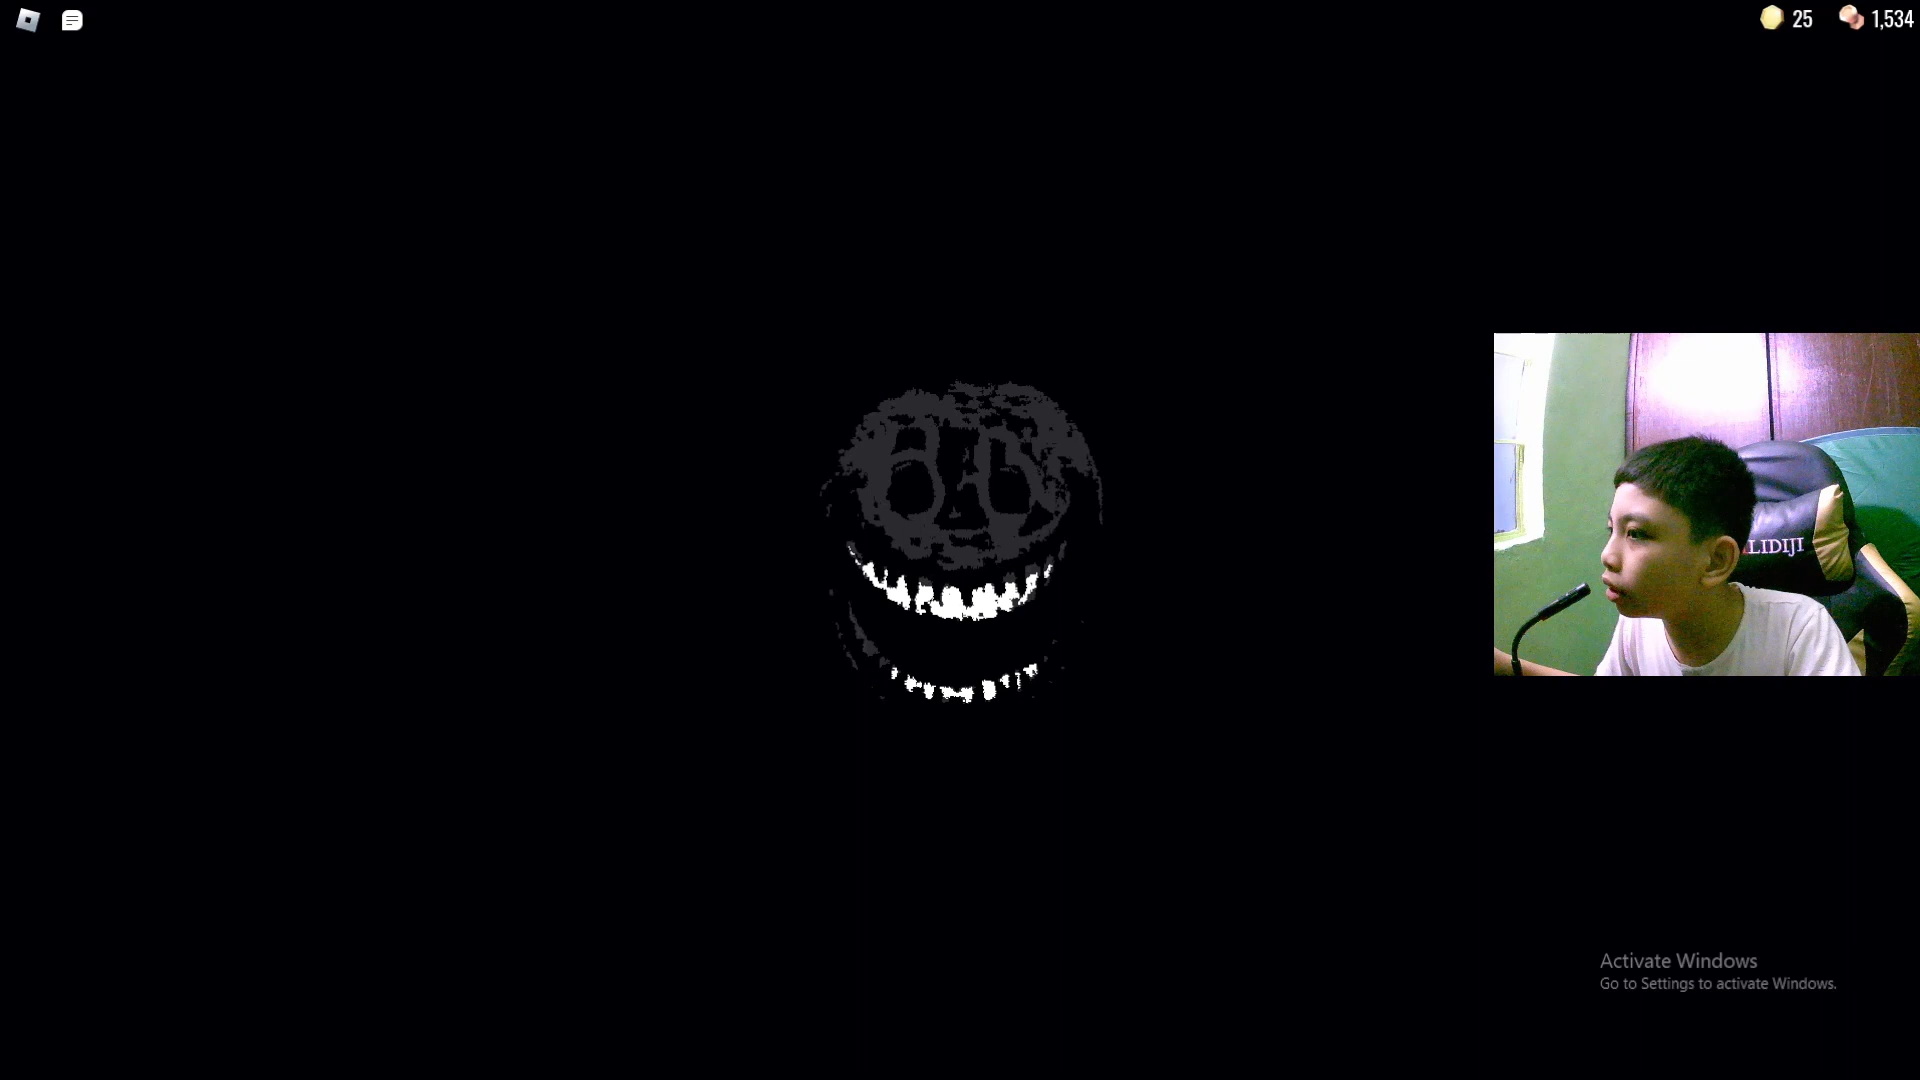 25
1,534
LIDIJI
Activate Windows
Go to Settings to activate Windows.